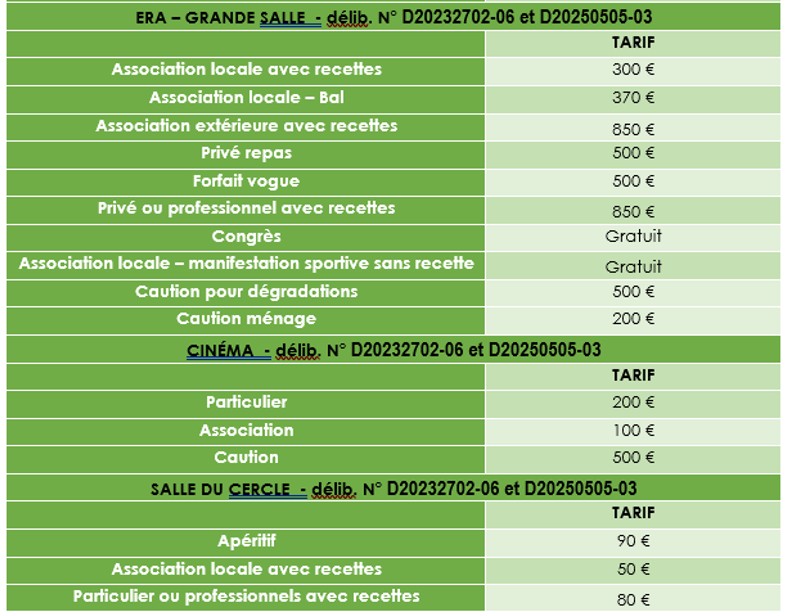 ERA – GRANDE SALLE - délib. N° D20232702-06 et D20250505-03
TARIF
Association locale avec recettes 300 €
Association locale – Bal 370 €
Association extérieure avec recettes 850 €
Privé repas 500 €
Forfait vogue 500 €
Privé ou professionnel avec recettes 850 €
Congrès Gratuit
Association locale – manifestation sportive sans recette Gratuit
Caution pour dégradations 500 €
Caution ménage 200 €
CINÉMA - délib. N° D20232702-06 et D20250505-03
TARIF
Particulier 200 €
Association 100 €
Caution 500 €
SALLE DU CERCLE - délib. N° D20232702-06 et D20250505-03
TARIF
Apéritif 90 €
Association locale avec recettes 50 €
Particulier ou professionnels avec recettes 80 €